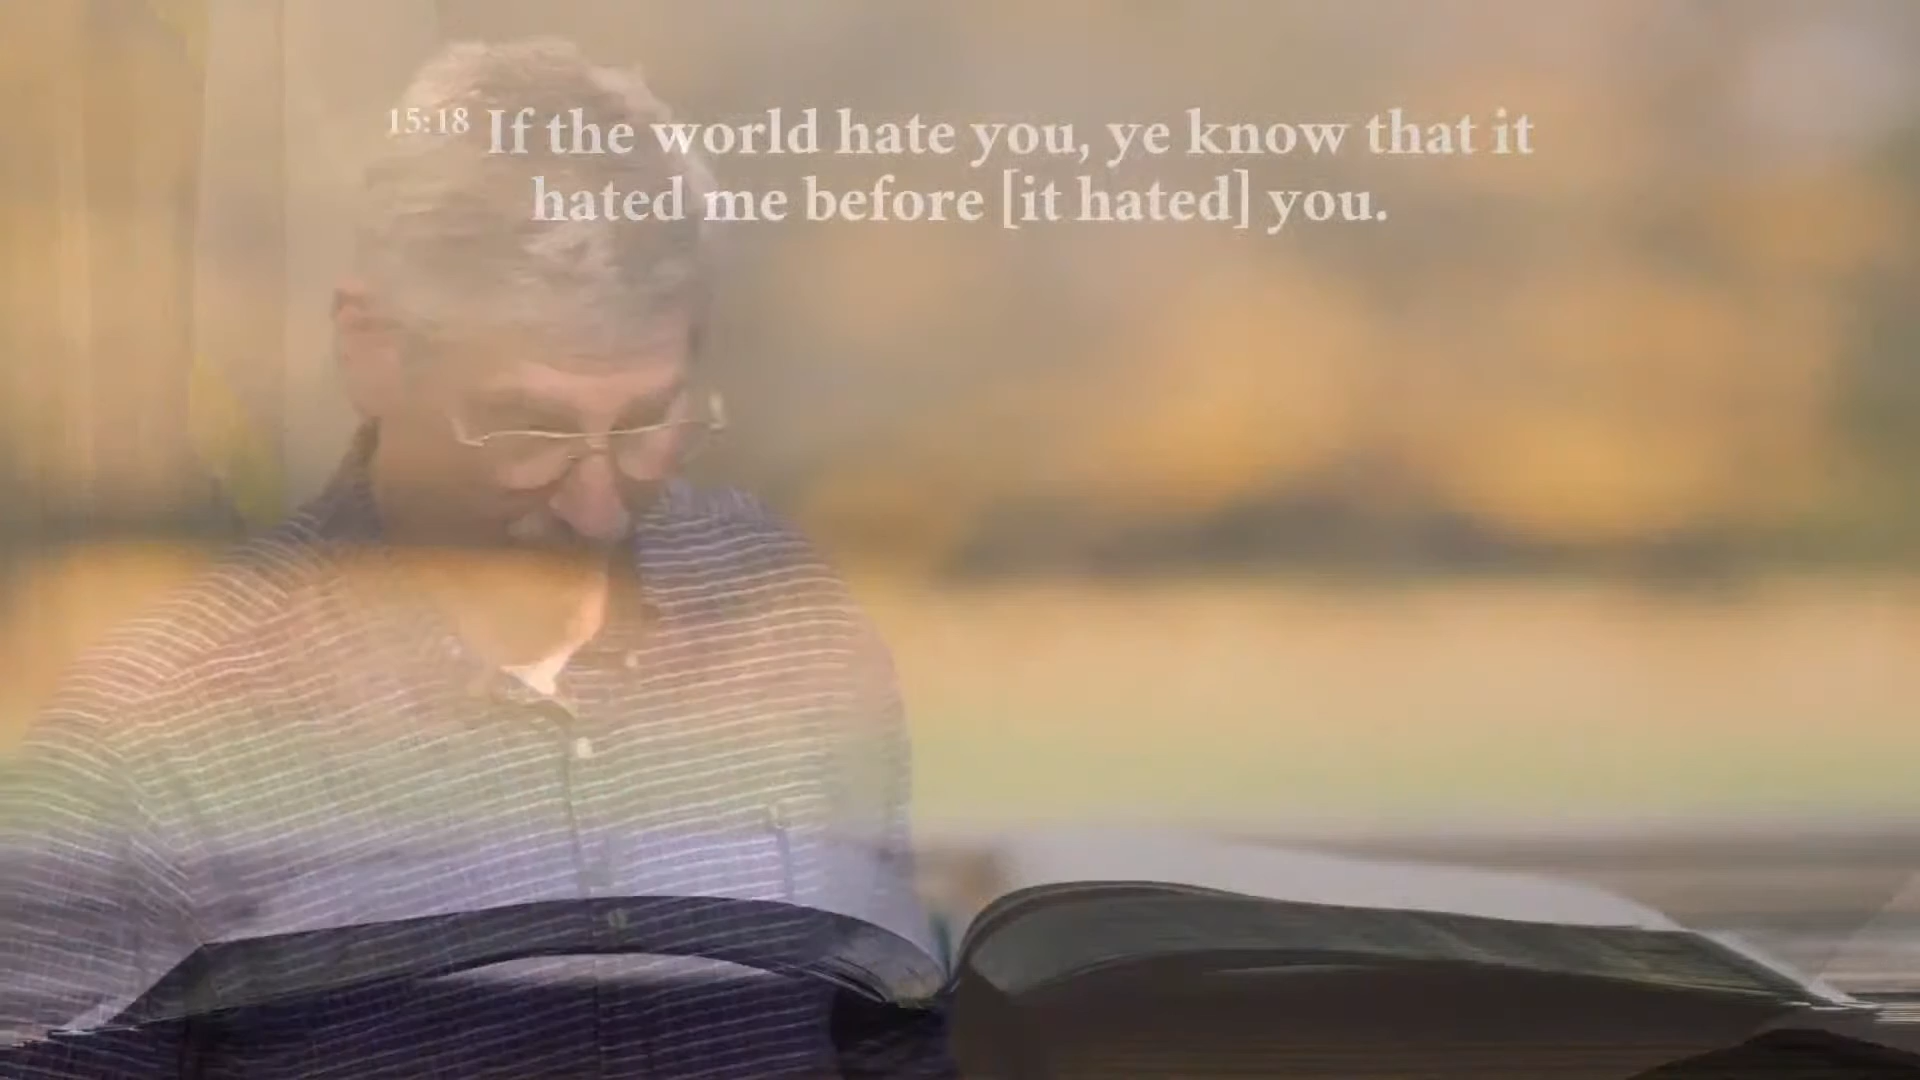 15:18 If the world hate you, ye know that it
hated me before [it hated] you.